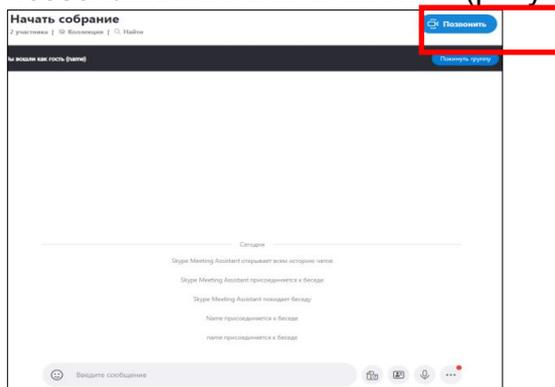 Начать собрание
Позвонить
2 участника | Коллекция | Найти
Вы вошли как гость (name)
Покинуть группу
Сегодня
Skype Meeting Assistant открывает всем историю чатов
Skype Meeting Assistant присоединяется к беседе
Skype Meeting Assistant покидает беседу
Name присоединяется к беседе
name присоединяется к беседе
Введите сообщение